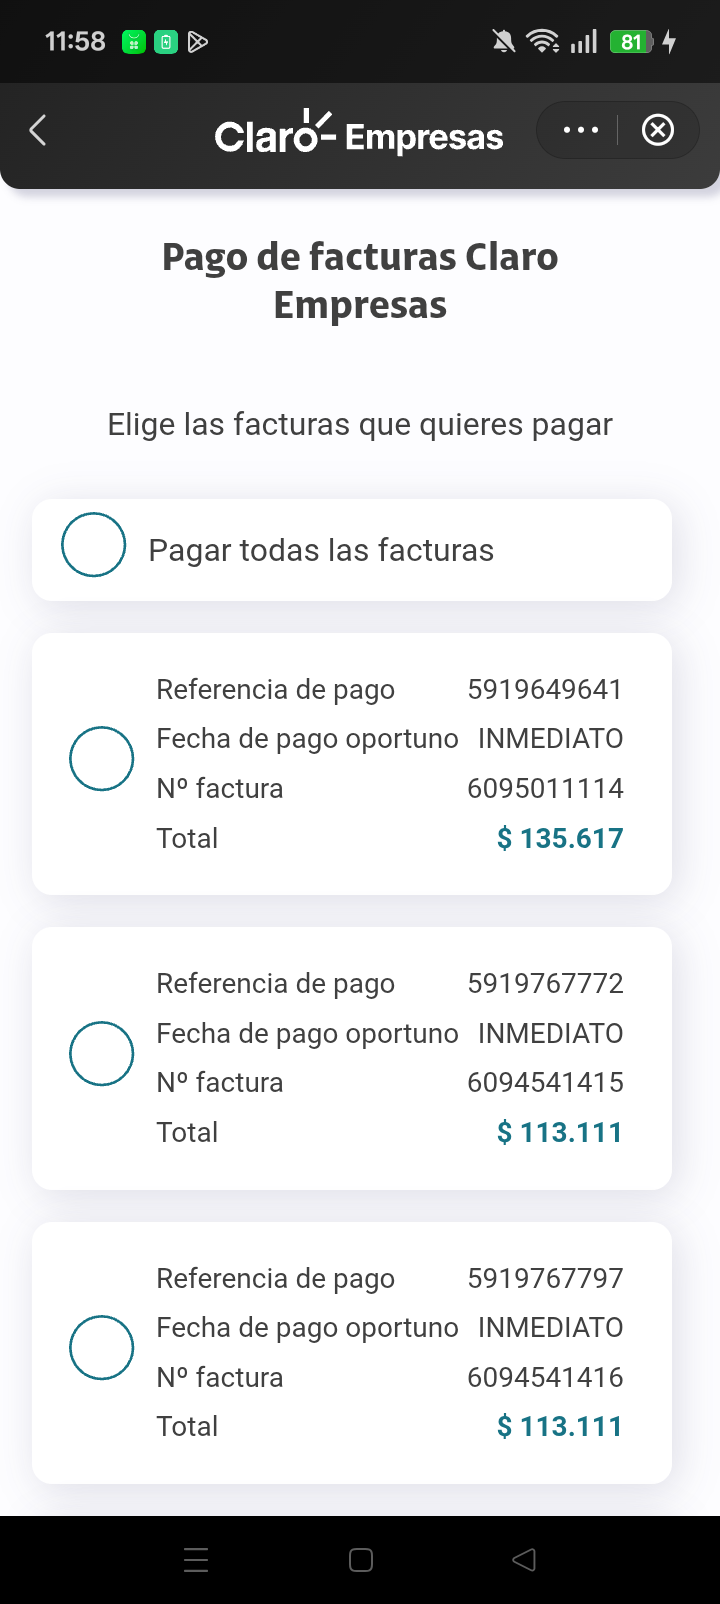 11:58
81
Claro Empresas
Pago de facturas Claro
Empresas
Elige las facturas que quieres pagar
Pagar todas las facturas
Referencia de pago 5919649641
Fecha de pago oportuno INMEDIATO
Nº factura 6095011114
Total $ 135.617
Referencia de pago 5919767772
Fecha de pago oportuno INMEDIATO
Nº factura 6094541415
Total $ 113.111
Referencia de pago 5919767797
Fecha de pago oportuno INMEDIATO
Nº factura 6094541416
Total $ 113.111